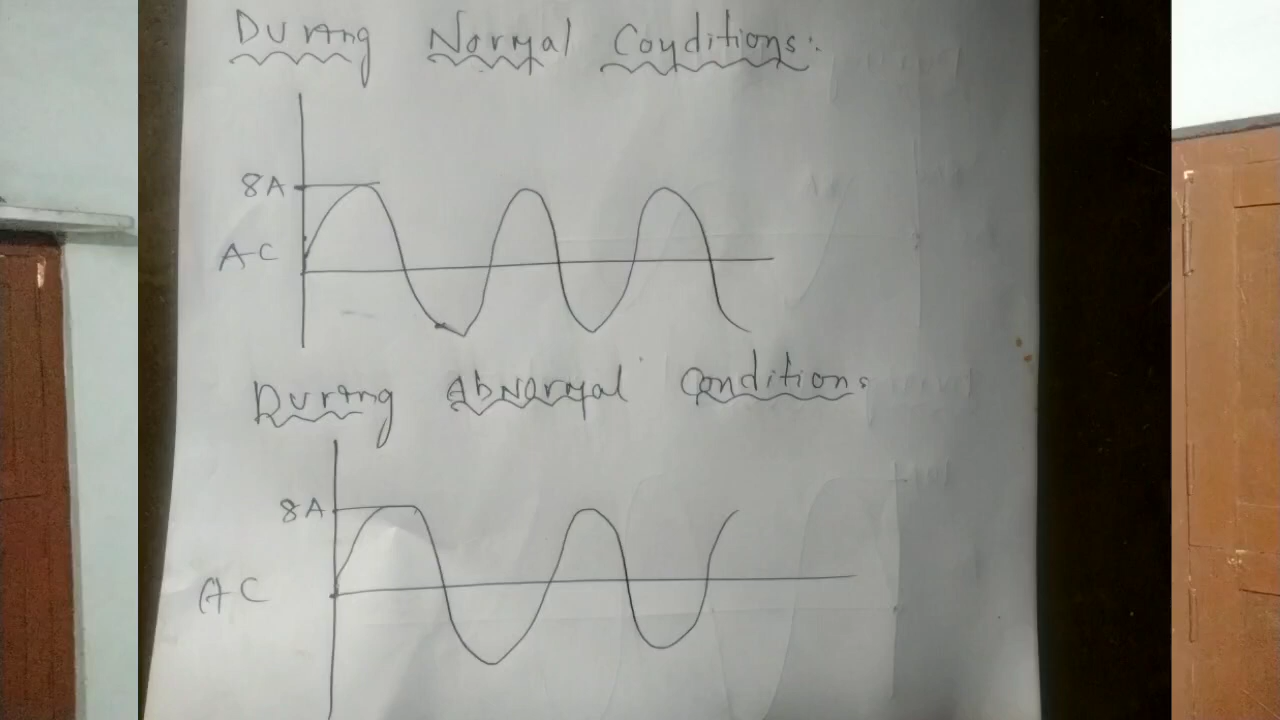 During Normal Conditions:
8A
AC
During Abnormal Conditions
8A
AC